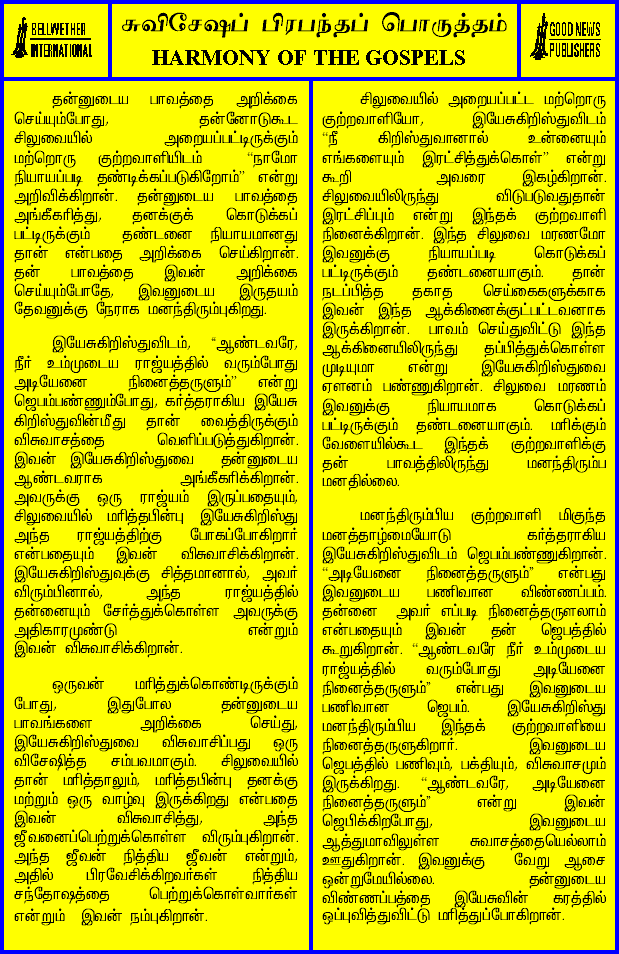 BELLWETHER
INTERNATIONAL
சுவிசேஷப் பிரபந்தப் பொருத்தம்
HARMONY OF THE GOSPELS
GOOD NEWS
PUBLISHERS
தன்னுடைய பாவத்தை அறிக்கை
செய்யும்போது, தன்னோடுகூட
சிலுவையில் அறையப்பட்டிருக்கும்
மற்றொரு குற்றவாளியிடம் “நாமோ
நியாயப்படி தண்டிக்கப்படுகிறோம்” என்று
அறிவிக்கிறான். தன்னுடைய பாவத்தை
அங்கீகரித்து, தனக்குக் கொடுக்கப்
பட்டிருக்கும் தண்டனை நியாயமானது
தான் என்பதை அறிக்கை செய்கிறான்.
தன் பாவத்தை இவன் அறிக்கை
செய்யும்போதே, இவனுடைய இருதயம்
தேவனுக்கு நேராக மனந்திரும்புகிறது.
இயேசுகிறிஸ்துவிடம், “ஆண்டவரே,
நீர் உம்முடைய ராஜ்யத்தில் வரும்போது
அடியேனை நினைத்தருளும்” என்று
ஜெபம்பண்ணும்போது, கர்த்தராகிய இயேசு
கிறிஸ்துவின்மீது தான் வைத்திருக்கும்
விசுவாசத்தை வெளிப்படுத்துகிறான்.
இவன் இயேசுகிறிஸ்துவை தன்னுடைய
ஆண்டவராக அங்கீகரிக்கிறான்.
அவருக்கு ஒரு ராஜ்யம் இருப்பதையும்,
சிலுவையில் மரித்தபின்பு இயேசுகிறிஸ்து
அந்த ராஜ்யத்திற்கு போகப்போகிறார்
என்பதையும் இவன் விசுவாசிக்கிறான்.
இயேசுகிறிஸ்துவுக்கு சித்தமானால், அவர்
விரும்பினால், அந்த ராஜ்யத்தில்
தன்னையும் சேர்த்துக்கொள்ள அவருக்கு
அதிகாரமுண்டு என்றும்
இவன் விசுவாசிக்கிறான்.
ஒருவன் மரித்துக்கொண்டிருக்கும்
போது, இதுபோல தன்னுடைய
பாவங்களை அறிக்கை செய்து,
இயேசுகிறிஸ்துவை விசுவாசிப்பது ஒரு
விசேஷித்த சம்பவமாகும். சிலுவையில்
தான் மரித்தாலும், மரித்தபின்பு தனக்கு
மற்றும் ஒரு வாழ்வு இருக்கிறது என்பதை
இவன் விசுவாசித்து, அந்த
ஜீவனைப்பெற்றுக்கொள்ள விரும்புகிறான்.
அந்த ஜீவன் நித்திய ஜீவன் என்றும்,
அதில் பிரவேசிக்கிறவர்கள் நித்திய
சந்தோஷத்தை பெற்றுக்கொள்வார்கள்
என்றும் இவன் நம்புகிறான்.
சிலுவையில் அறையப்பட்ட மற்றொரு
குற்றவாளியோ, இயேசுகிறிஸ்துவிடம்
“நீ கிறிஸ்துவானால் உன்னையும்
எங்களையும் இரட்சித்துக்கொள்” என்று
கூறி அவரை இகழ்கிறான்.
சிலுவையிலிருந்து விடுபடுவதுதான்
இரட்சிப்பும் என்று இந்தக் குற்றவாளி
நினைக்கிறான். இந்த சிலுவை மரணமோ
இவனுக்கு நியாயப்படி கொடுக்கப்
பட்டிருக்கும் தண்டனையாகும். தான்
நடப்பித்த தகாத செய்கைகளுக்காக
இவன் இந்த ஆக்கினைக்குட்பட்டவனாக
இருக்கிறான். பாவம் செய்துவிட்டு இந்த
ஆக்கினையிலிருந்து தப்பித்துக்கொள்ள
முடியுமா என்று இயேசுகிறிஸ்துவை
ஏளனம் பண்ணுகிறான். சிலுவை மரணம்
இவனுக்கு நியாயமாக கொடுக்கப்
பட்டிருக்கும் தண்டனையாகும். மரிக்கும்
வேளையில்கூட இந்தக் குற்றவாளிக்கு
தன் பாவத்திலிருந்து மனந்திரும்ப
மனதில்லை.
மனந்திரும்பிய குற்றவாளி மிகுந்த
மனத்தாழ்மையோடு கர்த்தராகிய
இயேசுகிறிஸ்துவிடம் ஜெபம்பண்ணுகிறான்.
“அடியேனை நினைத்தருளும்” என்பது
இவனுடைய பணிவான விண்ணப்பம்.
தன்னை அவர் எப்படி நினைத்தருளலாம்
என்பதையும் இவன் தன் ஜெபத்தில்
கூறுகிறான். “ஆண்டவரே நீர் உம்முடைய
ராஜ்யத்தில் வரும்போது அடியேனை
நினைத்தருளும்” என்பது இவனுடைய
பணிவான ஜெபம். இயேசுகிறிஸ்து
மனந்திரும்பிய இந்தக் குற்றவாளியை
நினைத்தருளுகிறார். இவனுடைய
ஜெபத்தில் பணிவும், பக்தியும், விசுவாசமும்
இருக்கிறது. “ஆண்டவரே, அடியேனை
நினைத்தருளும்” என்று இவன்
ஜெபிக்கிறபோது, இவனுடைய
ஆத்துமாவிலுள்ள சுவாசத்தையெல்லாம்
ஊதுகிறான். இவனுக்கு வேறு ஆசை
ஒன்றுமேயில்லை. தன்னுடைய
விண்ணப்பத்தை இயேசுவின் கரத்தில்
ஒப்புவித்துவிட்டு மரித்துப்போகிறான்.